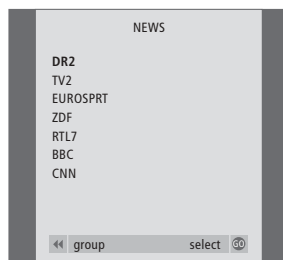 NEWS
DR2
TV2
EUROSPRT
ZDF
RTL7
BBC
CNN
group select GO